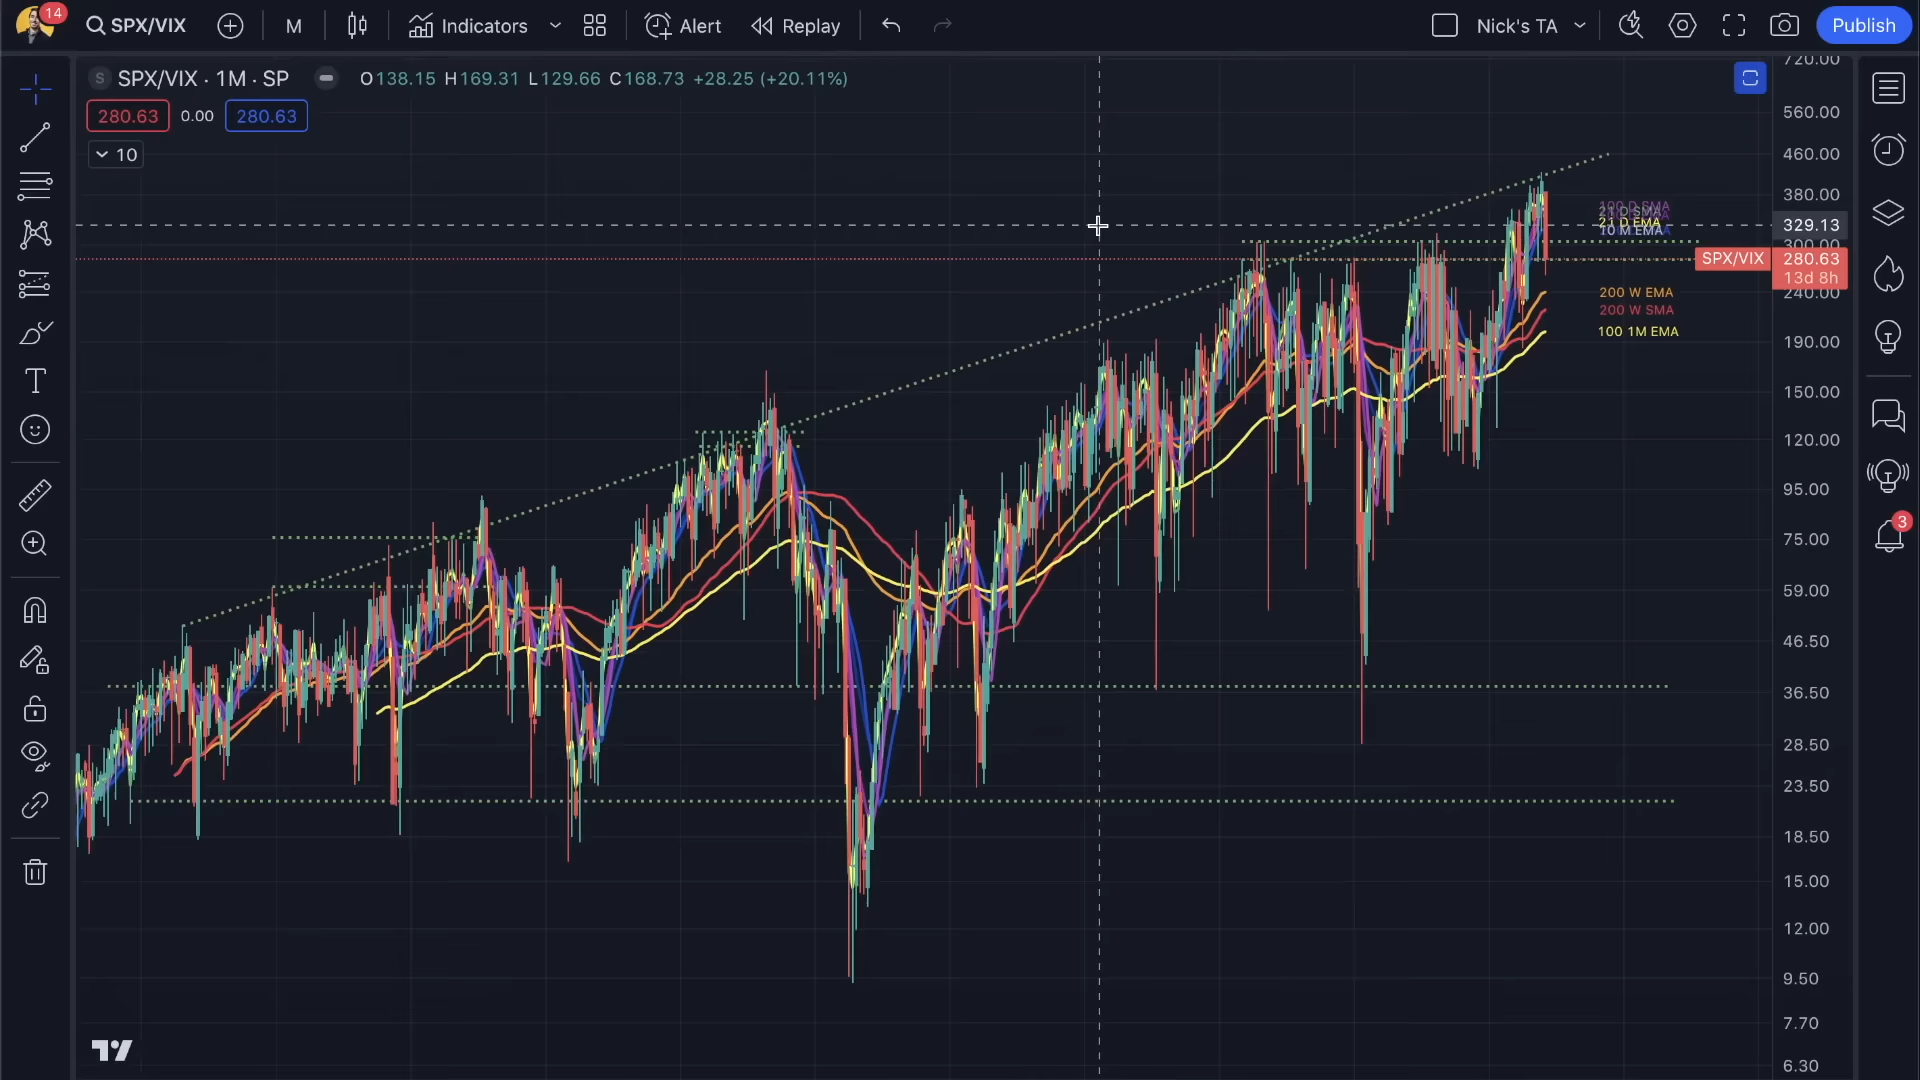 14
SPX/VIX
M
Indicators
Alert
Replay
Nick's TA
Publish
S SPX/VIX · 1M · SP
O138.15 H169.31 L129.66 C168.73 +28.25 (+20.11%)
280.63 0.00 280.63
10
720.00
560.00
460.00
380.00
329.13
300.00
SPX/VIX 280.63
13d 8h
240.00
190.00
150.00
120.00
95.00
75.00
59.00
46.50
36.50
28.50
23.50
18.50
15.00
12.00
9.50
7.70
6.30
100 D SMA
21 D EMA
10 M EMA
200 W EMA
200 W SMA
100 1M EMA
3